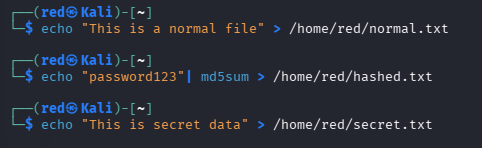 ┌──(red㉿Kali)-[~]
└─$ echo "This is a normal file" > /home/red/normal.txt
┌──(red㉿Kali)-[~]
└─$ echo "password123"| md5sum > /home/red/hashed.txt
┌──(red㉿Kali)-[~]
└─$ echo "This is secret data" > /home/red/secret.txt